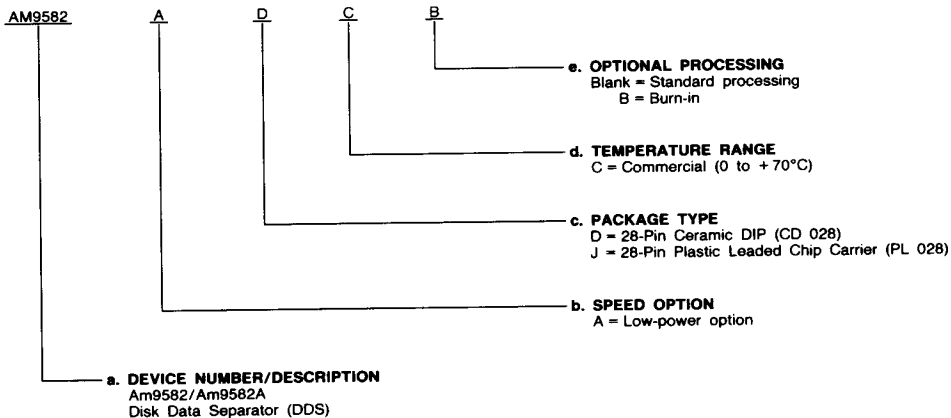 AM9582 A D C B
e. OPTIONAL PROCESSING
Blank = Standard processing
B = Burn-in
d. TEMPERATURE RANGE
C = Commercial (0 to +70°C)
c. PACKAGE TYPE
D = 28-Pin Ceramic DIP (CD 028)
J = 28-Pin Plastic Leaded Chip Carrier (PL 028)
b. SPEED OPTION
A = Low-power option
a. DEVICE NUMBER/DESCRIPTION
Am9582/Am9582A
Disk Data Separator (DDS)